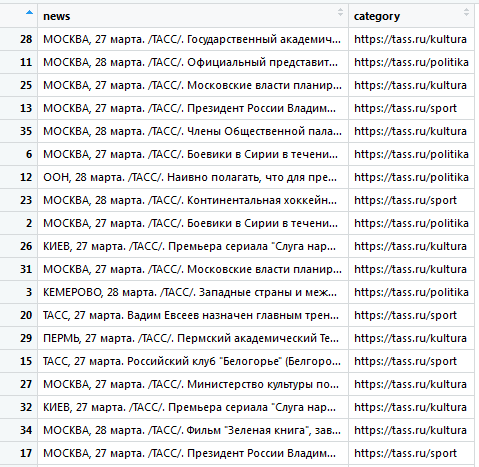 news category
28 МОСКВА, 27 марта. /ТАСС/. Государственный академич... https://tass.ru/kultura
11 МОСКВА, 28 марта. /ТАСС/. Официальный представит... https://tass.ru/politika
25 МОСКВА, 27 марта. /ТАСС/. Московские власти планир... https://tass.ru/kultura
13 МОСКВА, 27 марта. /ТАСС/. Президент России Владим... https://tass.ru/sport
35 МОСКВА, 28 марта. /ТАСС/. Члены Общественной пала... https://tass.ru/kultura
6 МОСКВА, 27 марта. /ТАСС/. Боевики в Сирии в течени... https://tass.ru/politika
12 ООН, 28 марта. /ТАСС/. Наивно полагать, что для пре... https://tass.ru/politika
23 МОСКВА, 28 марта. /ТАСС/. Континентальная хоккейн... https://tass.ru/sport
2 МОСКВА, 27 марта. /ТАСС/. Боевики в Сирии в течени... https://tass.ru/politika
26 КИЕВ, 27 марта. /ТАСС/. Премьера сериала "Слуга нар... https://tass.ru/kultura
31 МОСКВА, 27 марта. /ТАСС/. Московские власти планир... https://tass.ru/kultura
3 КЕМЕРОВО, 28 марта. /ТАСС/. Западные страны и меж... https://tass.ru/politika
20 ТАСС, 27 марта. Вадим Евсеев назначен главным трен... https://tass.ru/sport
29 ПЕРМЬ, 27 марта. /ТАСС/. Пермский академический Те... https://tass.ru/kultura
15 ТАСС, 27 марта. Российский клуб "Белогорье" (Белгоро... https://tass.ru/sport
27 МОСКВА, 27 марта. /ТАСС/. Министерство культуры по... https://tass.ru/kultura
32 КИЕВ, 27 марта. /ТАСС/. Премьера сериала "Слуга нар... https://tass.ru/kultura
34 МОСКВА, 28 марта. /ТАСС/. Фильм "Зеленая книга", зав... https://tass.ru/kultura
17 МОСКВА, 27 марта. /ТАСС/. Президент России Владим... https://tass.ru/sport